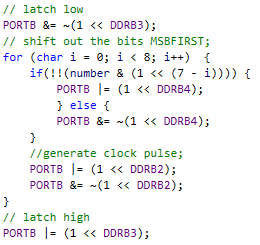 // latch low
PORTB &= ~(1 << DDRB3);
// shift out the bits MSBFIRST;
for (char i = 0; i < 8; i++)  {
    if(!!(number & (1 << (7 - i)))) {
        PORTB |= (1 << DDRB4);
        } else {
        PORTB &= ~(1 << DDRB4);
    }
    //generate clock pulse;
    PORTB |= (1 << DDRB2);
    PORTB &= ~(1 << DDRB2);
}
// latch high
PORTB |= (1 << DDRB3);